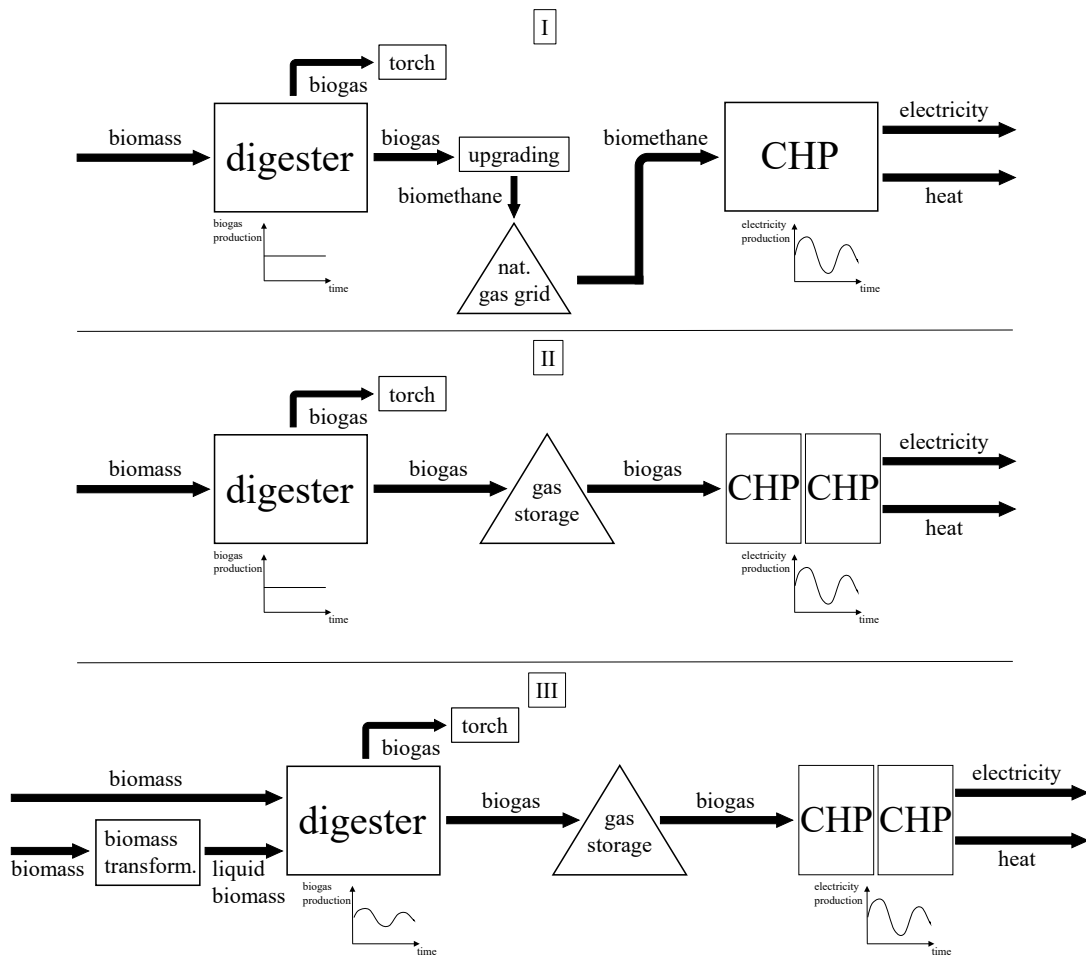 I
torch
biogas
biomass
digester
biogas
upgrading
biomethane
nat.
gas grid
biomethane
CHP
electricity
heat
biogas
production
time
electricity
production
time
II
torch
biogas
biomass
digester
biogas
gas
storage
biogas
CHP
CHP
electricity
heat
biogas
production
time
electricity
production
time
III
torch
biogas
biomass
biomass
biomass
transform.
liquid
biomass
digester
biogas
gas
storage
biogas
CHP
CHP
electricity
heat
biogas
production
time
electricity
production
time